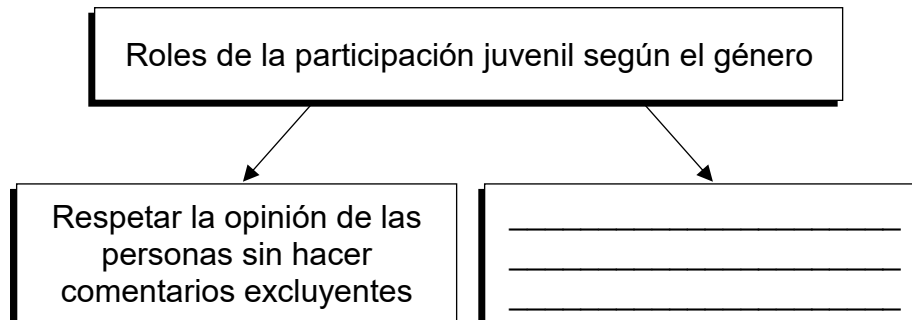 Roles de la participación juvenil según el género
Respetar la opinión de las
personas sin hacer
comentarios excluyentes